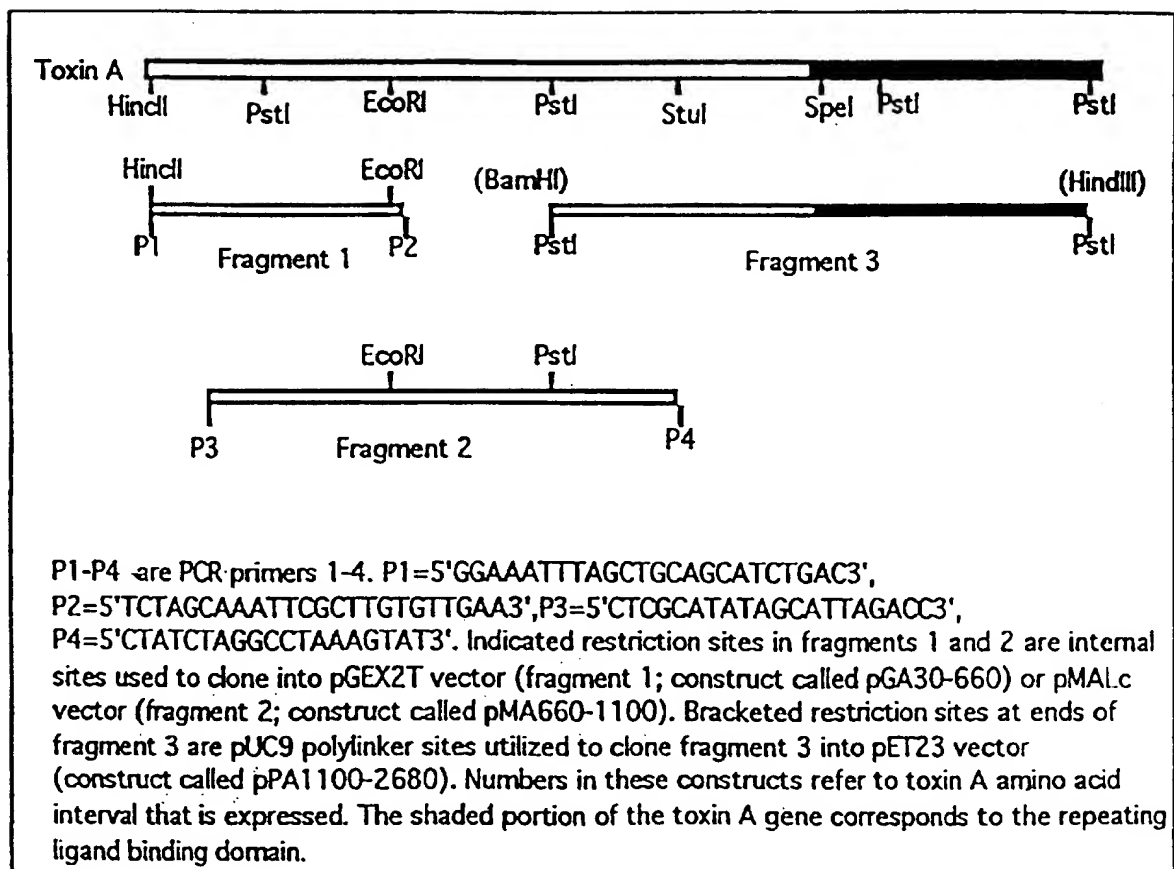 Toxin A
HincII PstI EcoRI PstI StuI SpeI PstI PstI
HincII EcoRI (BamHI) (HindIII)
P1 Fragment 1 P2 PstI Fragment 3 PstI
EcoRI PstI
P3 Fragment 2 P4
P1-P4 are PCR primers 1-4. P1=5'GGAAATTTAGCTGCAGCATCTGAC3',
P2=5'TCTAGCAAATTCGCTTGTGTTGAA3',P3=5'CTCGCATATAGCATTAGACC3',
P4=5'CTATCTAGGCCTAAAGTAT3'. Indicated restriction sites in fragments 1 and 2 are internal
sites used to clone into pGEX2T vector (fragment 1; construct called pGA30-660) or pMALc
vector (fragment 2; construct called pMA660-1100). Bracketed restriction sites at ends of
fragment 3 are pUC9 polylinker sites utilized to clone fragment 3 into pET23 vector
(construct called pPA1100-2680). Numbers in these constructs refer to toxin A amino acid
interval that is expressed. The shaded portion of the toxin A gene corresponds to the repeating
ligand binding domain.